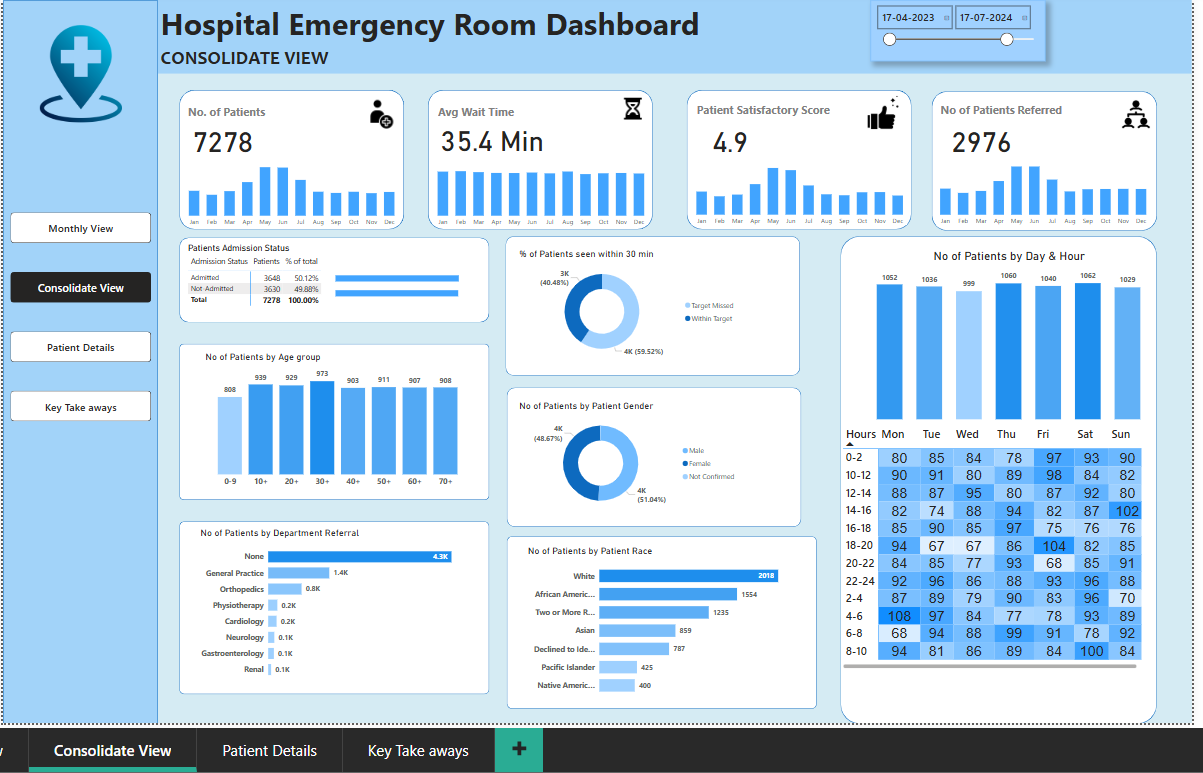 Hospital Emergency Room Dashboard
CONSOLIDATE VIEW
17-04-2023 17-07-2024
Monthly View
Consolidate View
Patient Details
Key Take aways
No. of Patients
7278
Jan Feb Mar Apr May Jun Jul Aug Sep Oct Nov Dec
Avg Wait Time
35.4 Min
Jan Feb Mar Apr May Jun Jul Aug Sep Oct Nov Dec
Patient Satisfactory Score
4.9
Jan Feb Mar Apr May Jun Jul Aug Sep Oct Nov Dec
No of Patients Referred
2976
Jan Feb Mar Apr May Jun Jul Aug Sep Oct Nov Dec
Patients Admission Status
Admission Status Patients % of total
Admitted 3648 50.12%
Not-Admitted 3630 49.88%
Total 7278 100.00%
No of Patients by Age group
808 939 929 973 903 911 907 908
0-9 10+ 20+ 30+ 40+ 50+ 60+ 70+
No of Patients by Department Referral
None 4.3K
General Practice 1.4K
Orthopedics 0.8K
Physiotherapy 0.2K
Cardiology 0.2K
Neurology 0.1K
Gastroenterology 0.1K
Renal 0.1K
% of Patients seen within 30 min
3K
(40.48%)
4K (59.52%)
Target Missed
Within Target
No of Patients by Patient Gender
4K
(48.67%)
4K
(51.04%)
Male
Female
Not Confirmed
No of Patients by Patient Race
White 2018
African Americ... 1554
Two or More R... 1235
Asian 859
Declined to Ide... 787
Pacific Islander 425
Native Americ... 400
No of Patients by Day & Hour
1052 1036 999 1060 1040 1062 1029
Hours Mon Tue Wed Thu Fri Sat Sun
0-2 80 85 84 78 97 93 90
10-12 90 91 80 89 98 84 82
12-14 88 87 95 80 87 92 80
14-16 82 74 88 94 82 87 102
16-18 85 90 85 97 75 76 76
18-20 94 67 67 86 104 82 85
20-22 84 85 77 93 68 85 91
22-24 92 96 86 88 93 96 88
2-4 87 89 79 90 83 96 70
4-6 108 97 84 77 78 93 89
6-8 68 94 88 99 91 78 92
8-10 94 81 86 89 84 100 84
Consolidate View
Patient Details
Key Take aways
+